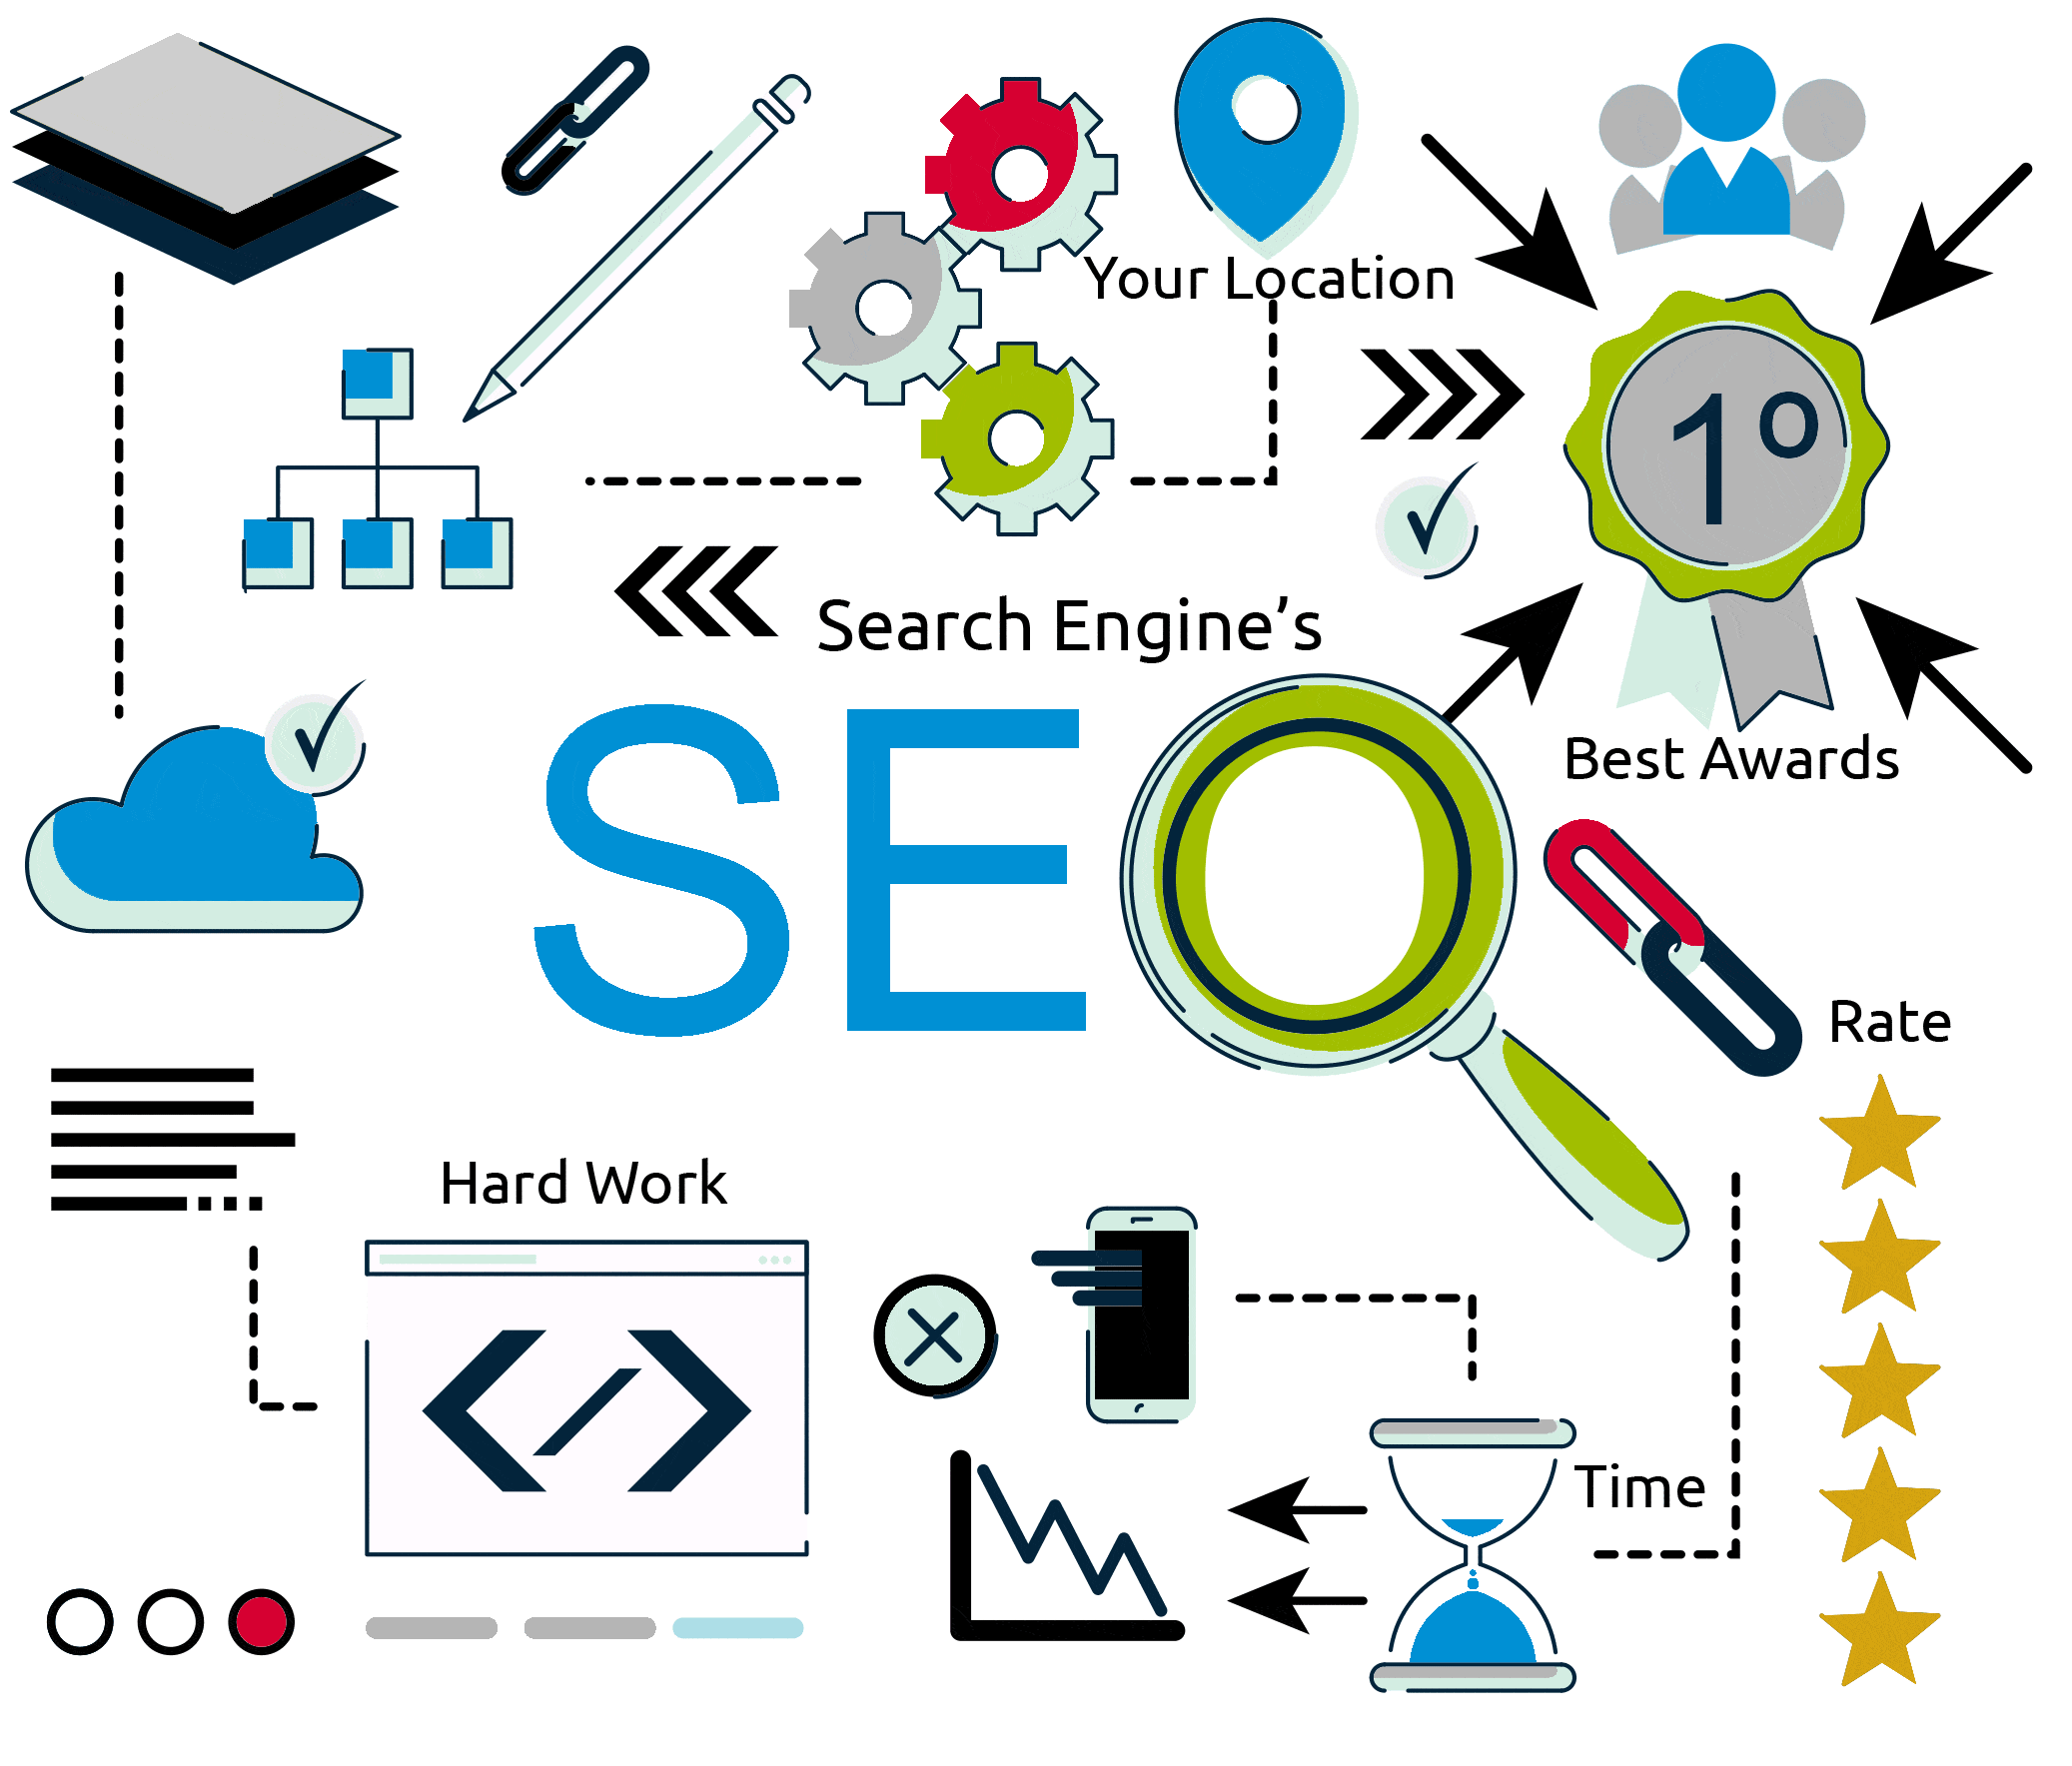 Your Location
1º
Search Engine’s
SEO
Best Awards
Rate
Hard Work
</>
Time